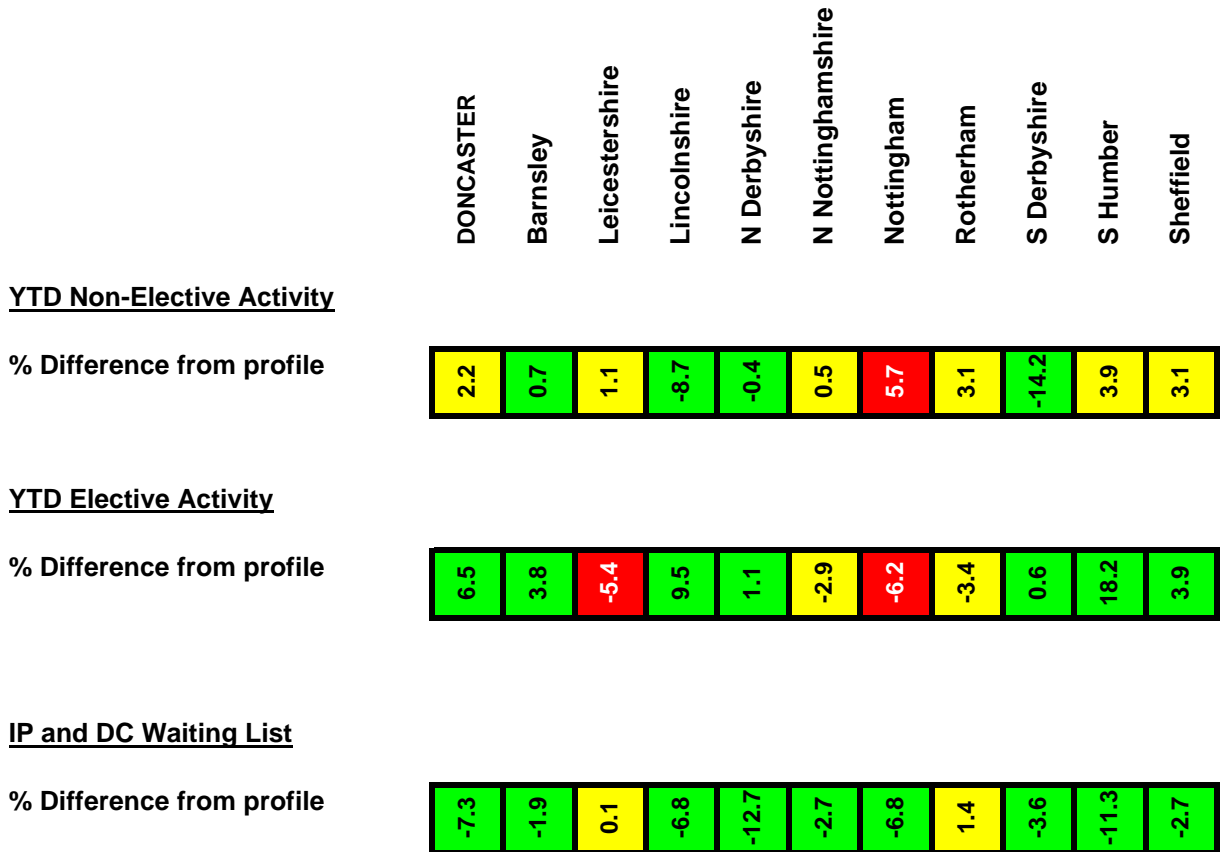 DONCASTER Barnsley Leicestershire Lincolnshire N Derbyshire N Nottinghamshire Nottingham Rotherham S Derbyshire S Humber Sheffield
YTD Non-Elective Activity
% Difference from profile 2.2 0.7 1.1 -8.7 -0.4 0.5 5.7 3.1 -14.2 3.9 3.1
YTD Elective Activity
% Difference from profile 6.5 3.8 -5.4 9.5 1.1 -2.9 -6.2 -3.4 0.6 18.2 3.9
IP and DC Waiting List
% Difference from profile -7.3 -1.9 0.1 -6.8 -12.7 -2.7 -6.8 1.4 -3.6 -11.3 -2.7